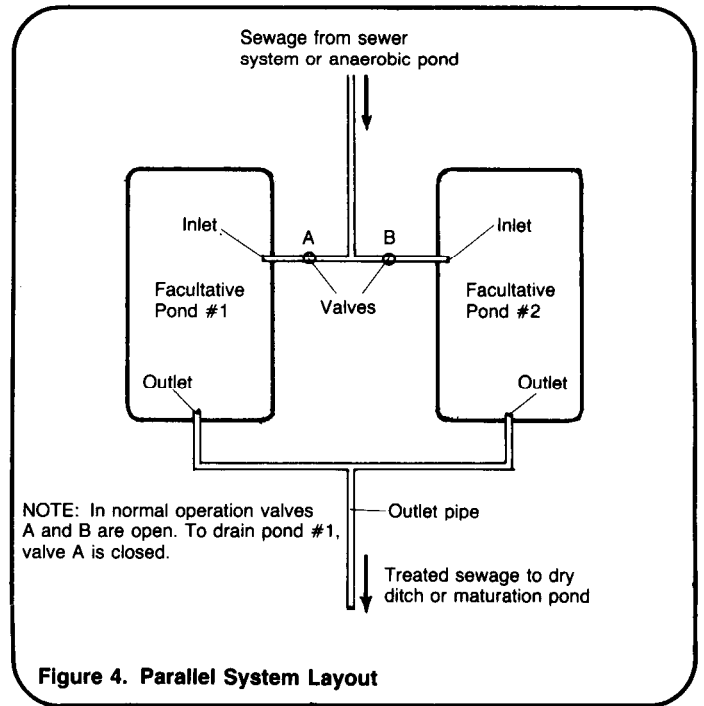 Sewage from sewer
system or anaerobic pond
Inlet
A
B
Inlet
Valves
Facultative
Pond #1
Facultative
Pond #2
Outlet
Outlet
NOTE: In normal operation valves
A and B are open. To drain pond #1,
valve A is closed.
Outlet pipe
Treated sewage to dry
ditch or maturation pond
Figure 4. Parallel System Layout